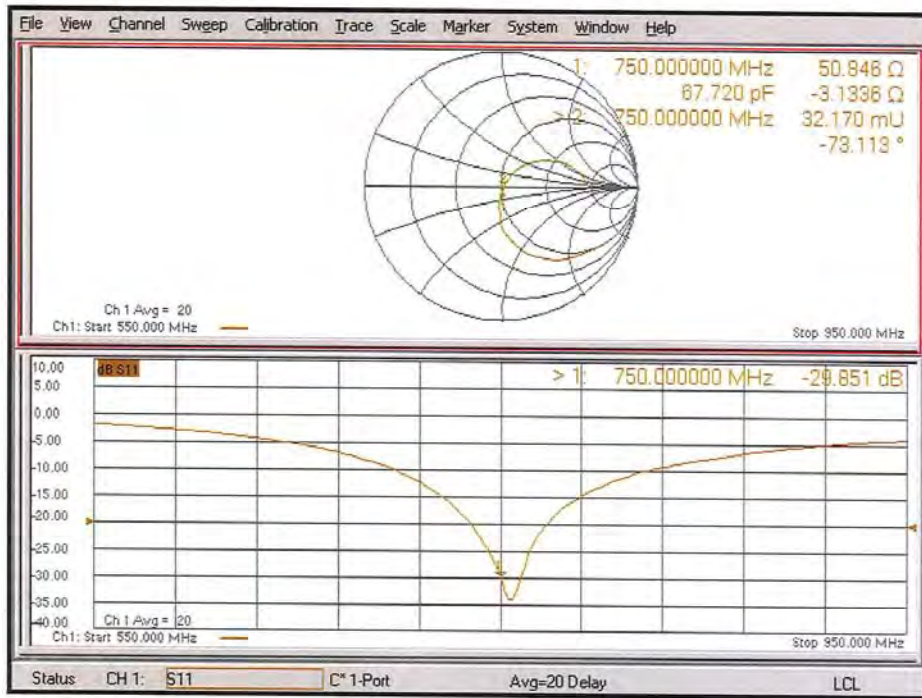 File View Channel Sweep Calibration Trace Scale Marker System Window Help
1: 750.000000 MHz 50.846 Ω
67.720 pF -3.1336 Ω
> 2: 750.000000 MHz 32.170 mU
-73.113 °
Ch 1 Avg = 20
Ch1: Start 550.000 MHz
Stop 950.000 MHz
10.00
dB S11
> 1: 750.000000 MHz -29.851 dB
5.00
0.00
-5.00
-10.00
-15.00
-20.00
-25.00
-30.00
-35.00
-40.00
Ch 1 Avg = 20
Ch1: Start 550.000 MHz
Stop 950.000 MHz
Status CH 1: S11 C* 1-Port Avg=20 Delay LCL